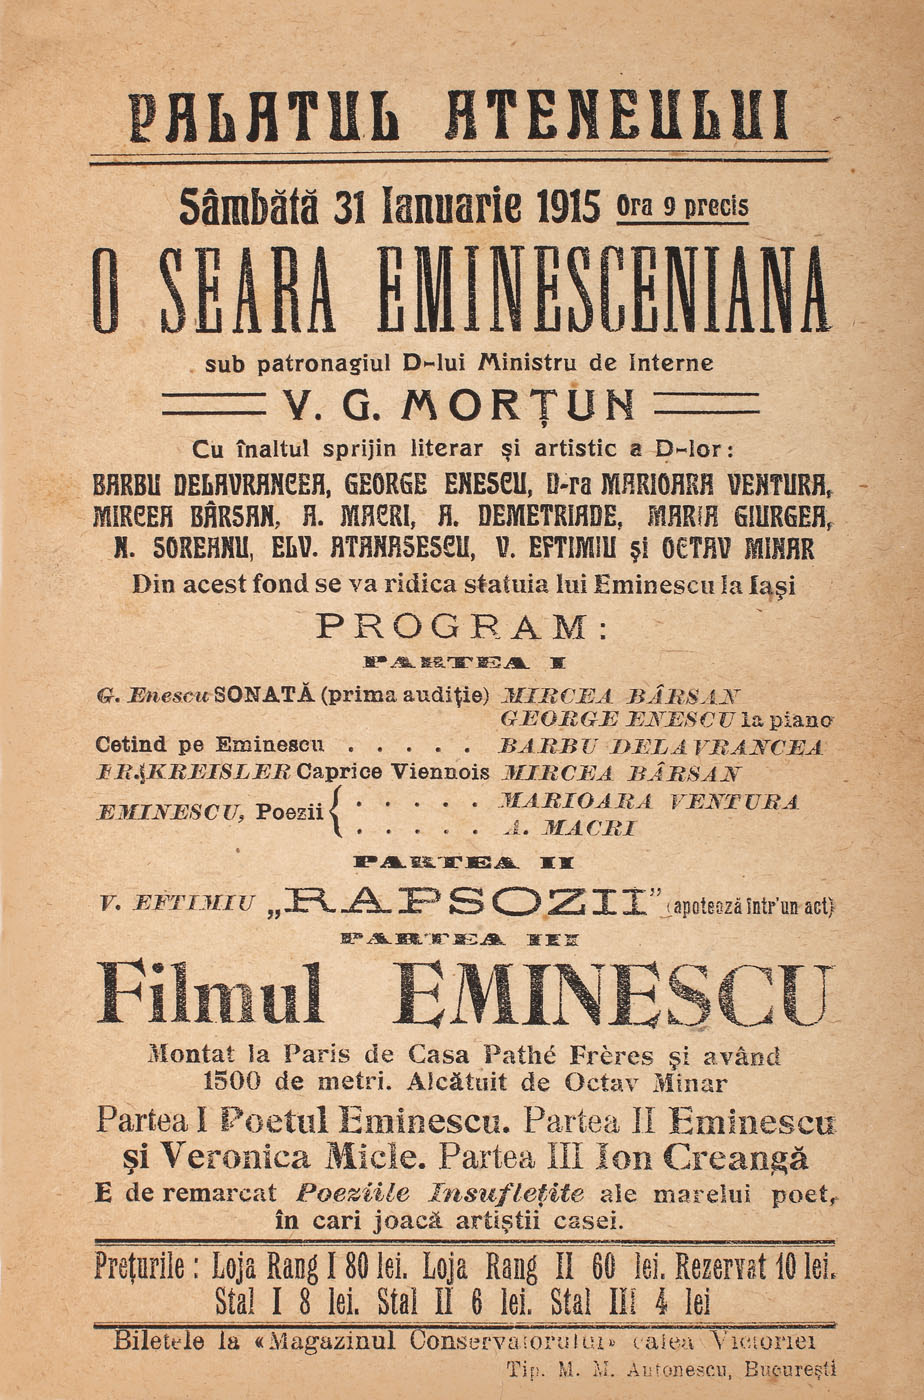 PALATUL ATENEULUI
Sâmbătă 31 Ianuarie 1915 Ora 9 precis
O SEARA EMINESCENIANA
sub patronagiul D-lui Ministru de Interne
V. G. MORȚUN
Cu înaltul sprijin literar și artistic a D-lor:
BARBU DELAVRANCEA, GEORGE ENESCU, D-ra MARIOARA VENTURA,
MIRCEA BÂRSAN, A. MACRI, A. DEMETRIADE, MARIA GIURGEA,
N. SOREANU, ELV. ATANASESCU, V. EFTIMIU și OCTAV MINAR
Din acest fond se va ridica statuia lui Eminescu la Iași
PROGRAM:
PARTEA I
G. Enescu SONATĂ (prima audiție) MIRCEA BÂRSAN
GEORGE ENESCU la piano
Cetind pe Eminescu . . . . . BARBU DELAVRANCEA
FR. KREISLER Caprice Viennois MIRCEA BÂRSAN
EMINESCU, Poezii { . . . . . MARIOARA VENTURA
. . . . . A. MACRI
PARTEA II
V. EFTIMIU „RAPSOZII” (apoteoză într'un act)
PARTEA III
Filmul EMINESCU
Montat la Paris de Casa Pathé Frères și având
1500 de metri. Alcătuit de Octav Minar
Partea I Poetul Eminescu. Partea II Eminescu
și Veronica Micle. Partea III Ion Creangă
E de remarcat Poeziile Insuflețite ale marelui poet,
în cari joacă artiștii casei.
Prețurile: Loja Rang I 80 lei. Loja Rang II 60 lei. Rezervat 10 lei.
Stal I 8 lei. Stal II 6 lei. Stal III 4 lei
Biletele la «Magazinul Conservatorului» calea Victoriei
Tip. M. M. Antonescu, București